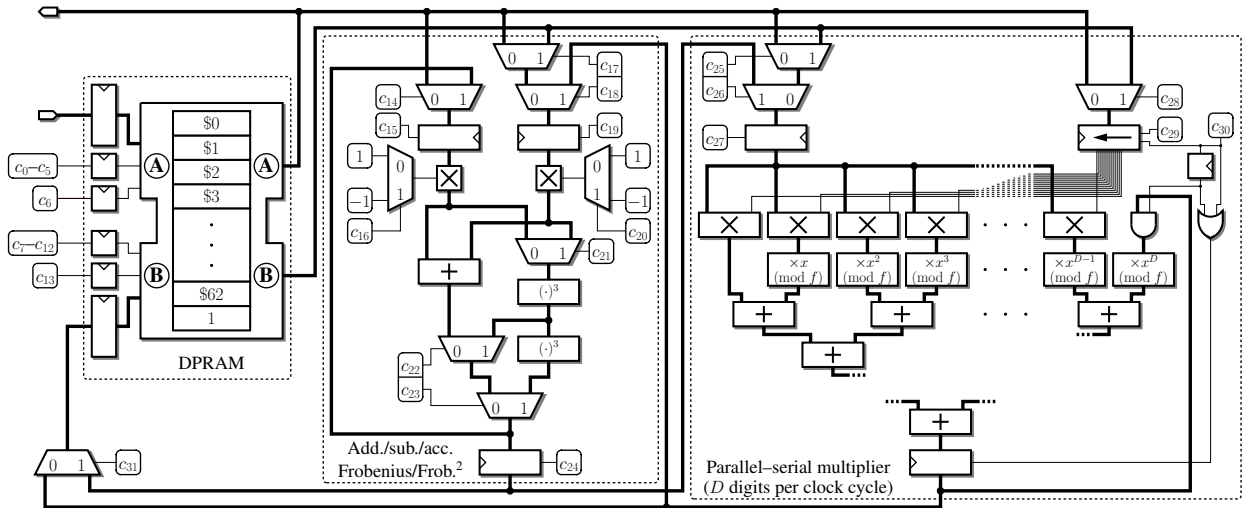 0 1
c₁₇
c₁₈
0 1
c₁₄
0 1
c₁₅
c₁₉
1
0
1
−1
c₁₆
1
0
1
−1
c₂₀
0 1
c₂₁
+
(·)³
(·)³
0 1
c₂₂
c₂₃
0 1
c₂₄
Add./sub./acc.
Frobenius/Frob.²
$0
$1
$2
$3
·
·
·
$62
1
A
A
B
B
c₀–c₅
c₆
c₇–c₁₂
c₁₃
DPRAM
0 1
c₃₁
0 1
c₂₅
c₂₆
1 0
c₂₇
0 1
c₂₈
c₂₉
c₃₀
× × × × · · · ×
×x
(mod f)
×x²
(mod f)
×x³
(mod f)
· · ·
×x^{D−1}
(mod f)
×x^D
(mod f)
+ + · · · +
+
+
Parallel–serial multiplier
(D digits per clock cycle)